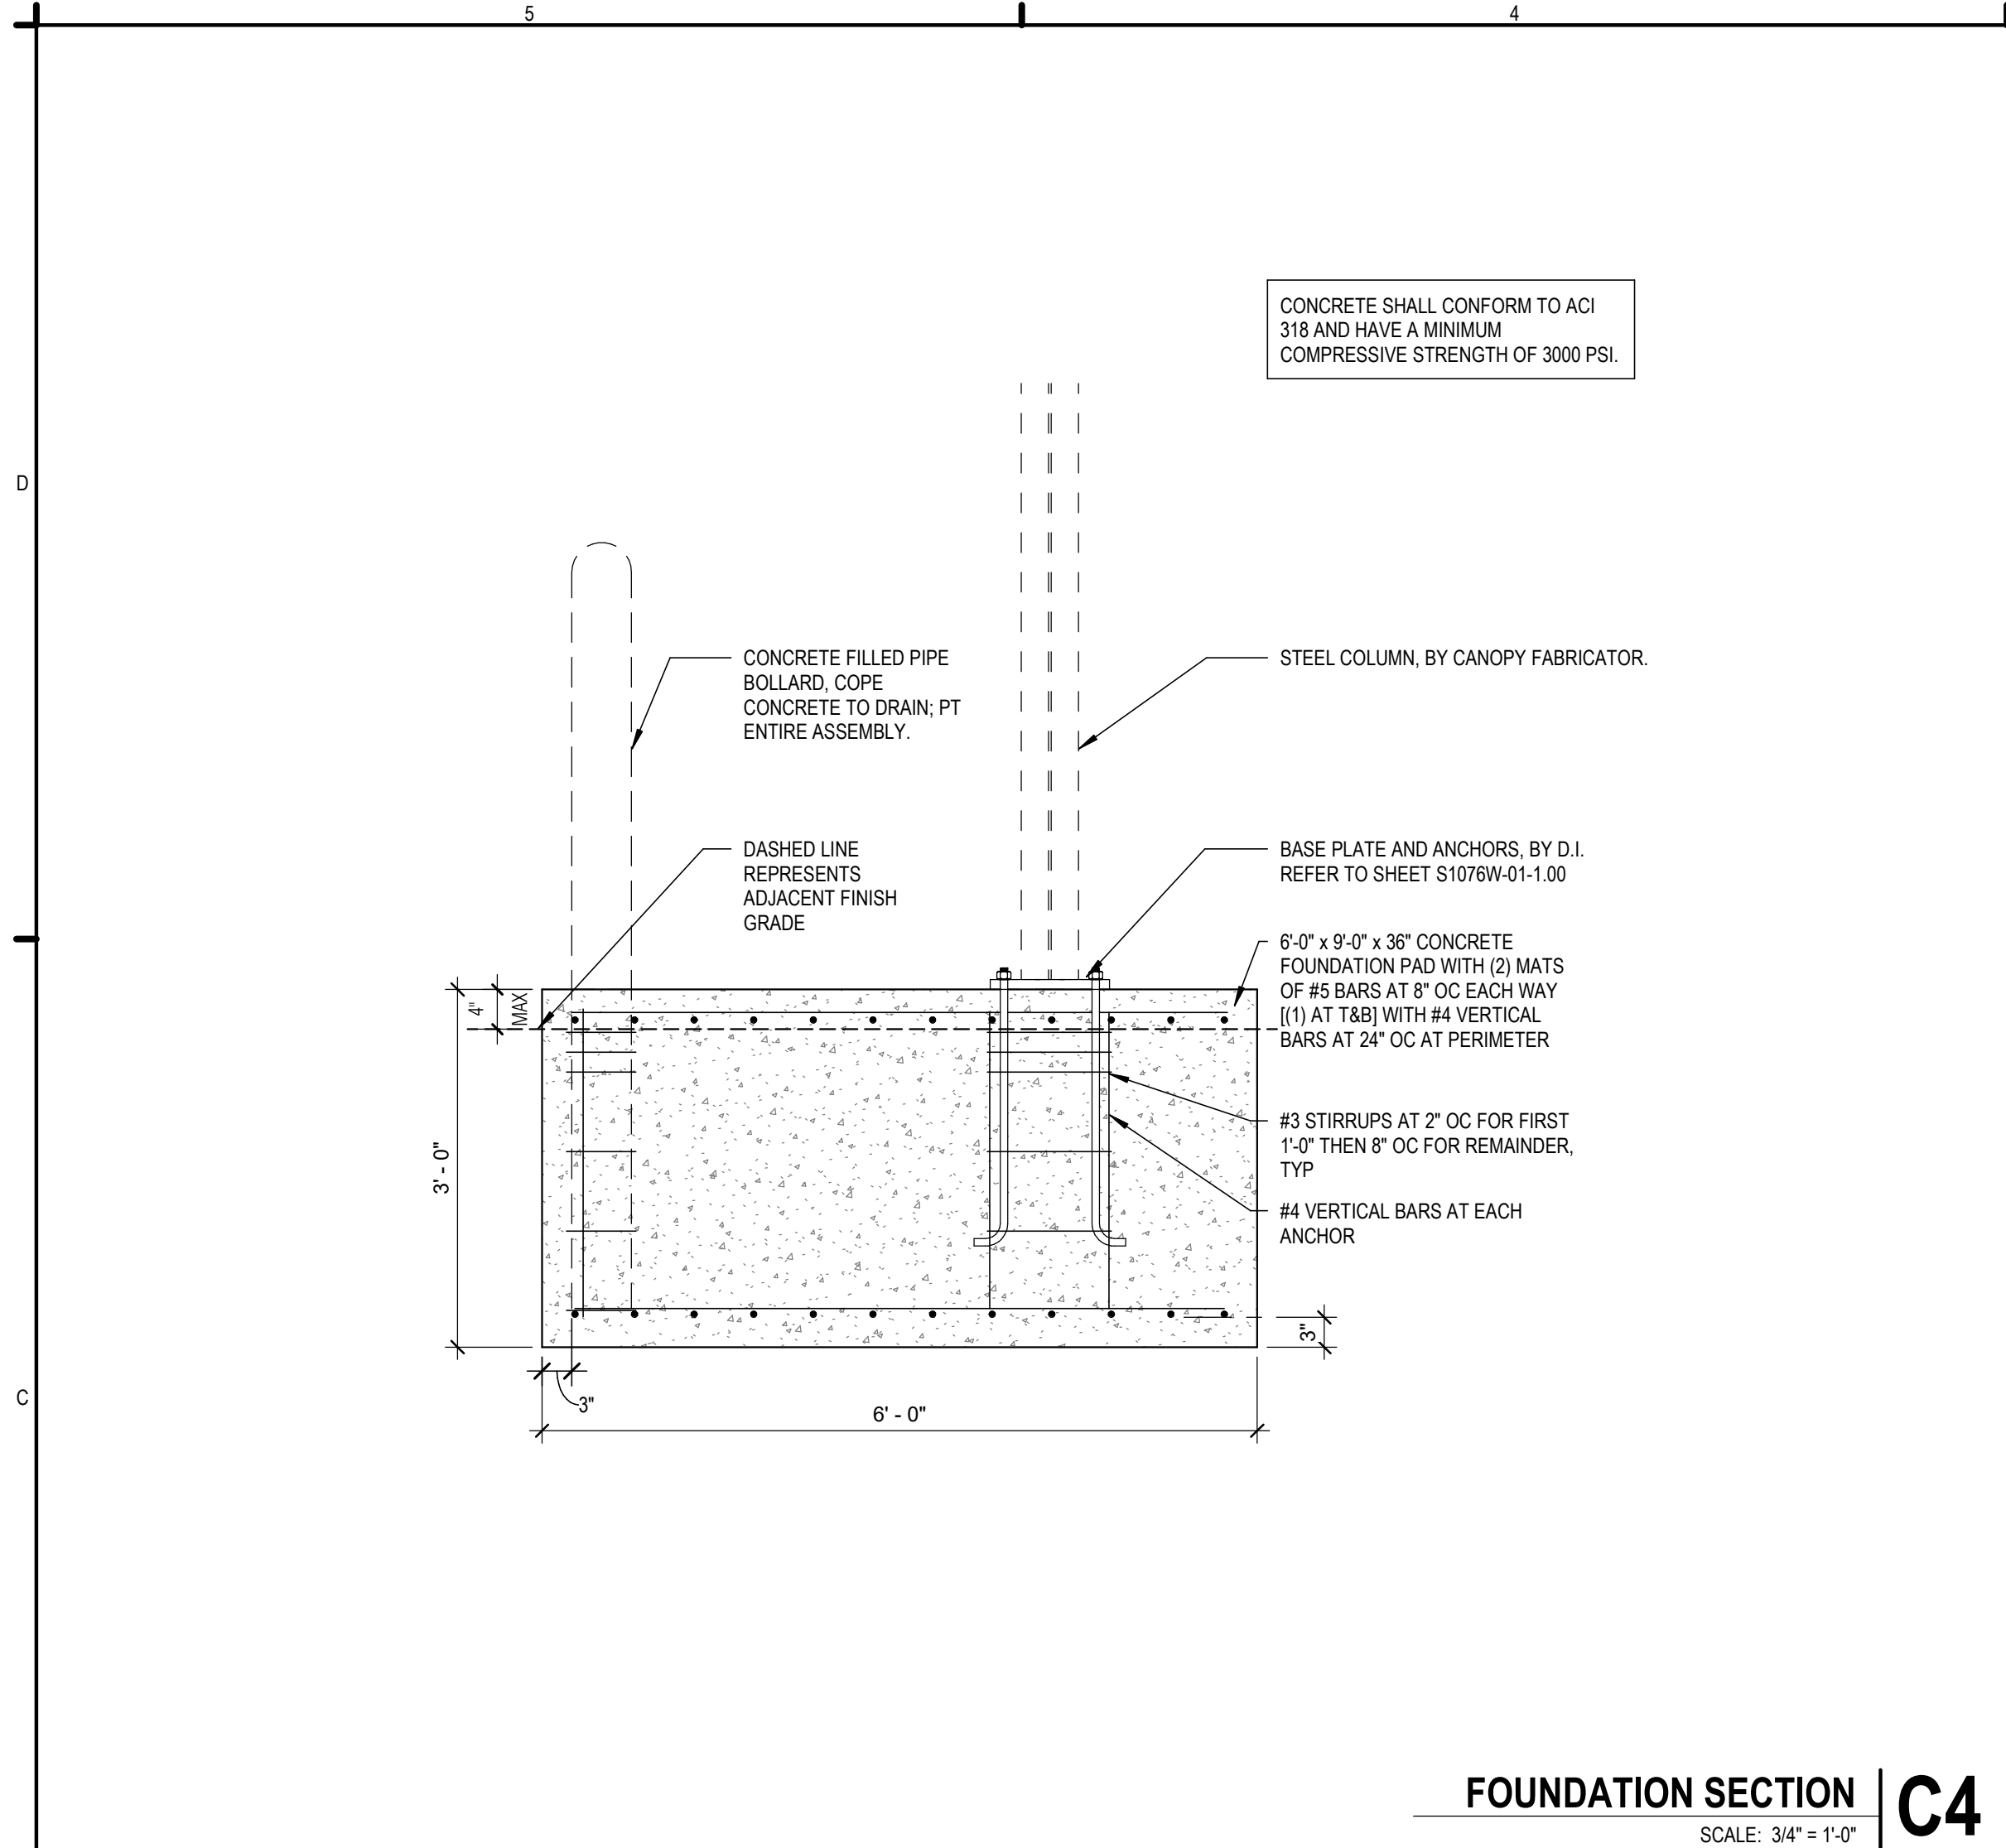 5
4
CONCRETE SHALL CONFORM TO ACI
318 AND HAVE A MINIMUM
COMPRESSIVE STRENGTH OF 3000 PSI.
D
CONCRETE FILLED PIPE
BOLLARD, COPE
CONCRETE TO DRAIN; PT
ENTIRE ASSEMBLY.
STEEL COLUMN, BY CANOPY FABRICATOR.
DASHED LINE
REPRESENTS
ADJACENT FINISH
GRADE
BASE PLATE AND ANCHORS, BY D.I.
REFER TO SHEET S1076W-01-1.00
6'-0" x 9'-0" x 36" CONCRETE
FOUNDATION PAD WITH (2) MATS
OF #5 BARS AT 8" OC EACH WAY
[(1) AT T&B] WITH #4 VERTICAL
BARS AT 24" OC AT PERIMETER
4"
MAX
#3 STIRRUPS AT 2" OC FOR FIRST
1'-0" THEN 8" OC FOR REMAINDER,
TYP
3' - 0"
#4 VERTICAL BARS AT EACH
ANCHOR
3"
C
3"
6' - 0"
FOUNDATION SECTION
C4
SCALE: 3/4" = 1'-0"